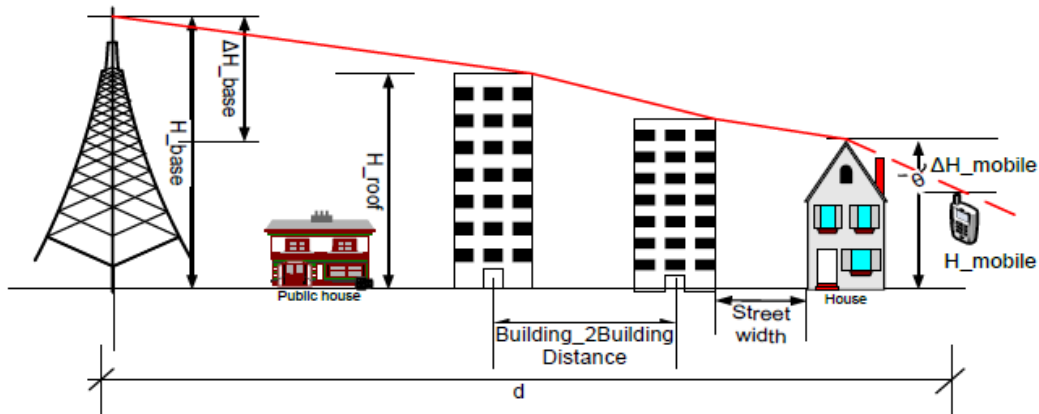 ΔH_base
H_base
H_roof
Public house
Building_2Building
Distance
Street
width
House
θ
ΔH_mobile
H_mobile
d